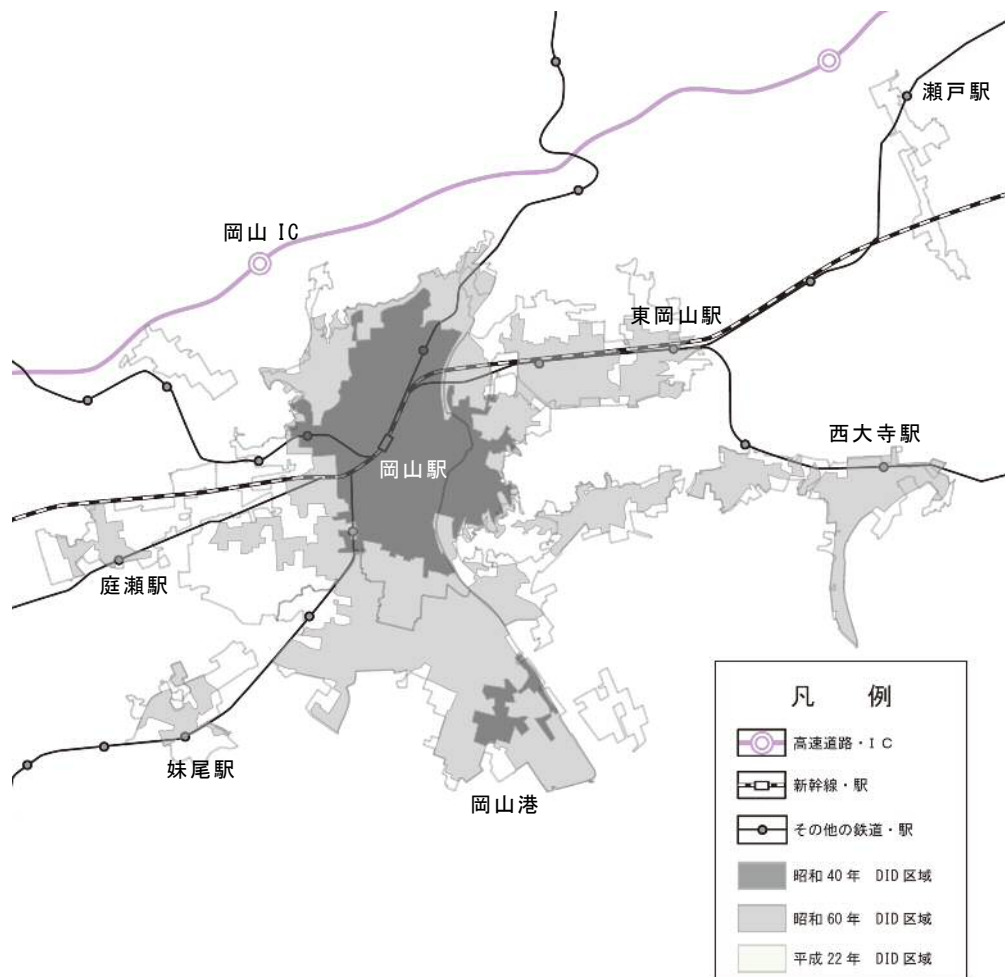 瀬戸駅
岡山 IC
東岡山駅
西大寺駅
岡山駅
庭瀬駅
妹尾駅
岡山港
凡 例
高速道路・ＩＣ
新幹線・駅
その他の鉄道・駅
昭和 40 年 DID 区域
昭和 60 年 DID 区域
平成 22 年 DID 区域